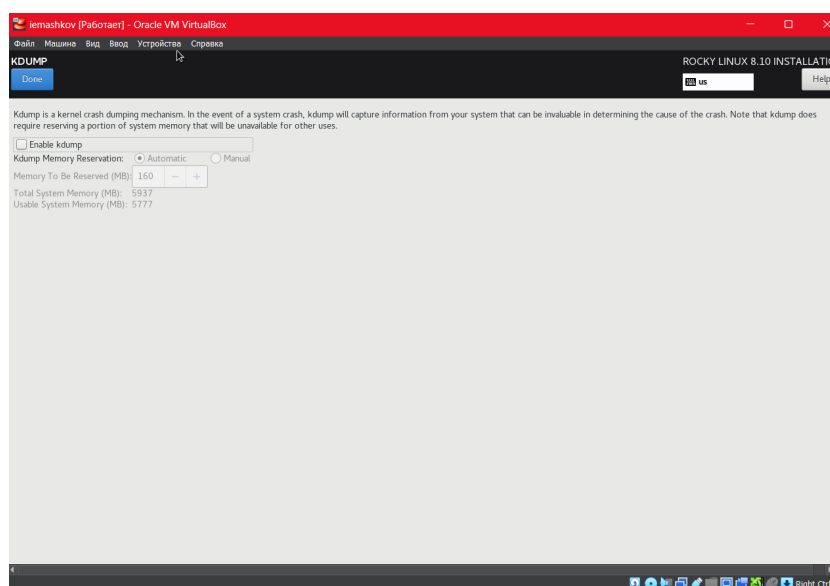 iemashkov [Работает] - Oracle VM VirtualBox
Файл Машина Вид Ввод Устройства Справка
KDUMP
ROCKY LINUX 8.10 INSTALLATI
Done
us
Help
Kdump is a kernel crash dumping mechanism. In the event of a system crash, kdump will capture information from your system that can be invaluable in determining the cause of the crash. Note that kdump does
require reserving a portion of system memory that will be unavailable for other uses.
Enable kdump
Kdump Memory Reservation: Automatic Manual
Memory To Be Reserved (MB): 160 − +
Total System Memory (MB): 5937
Usable System Memory (MB): 5777
Right Ctrl